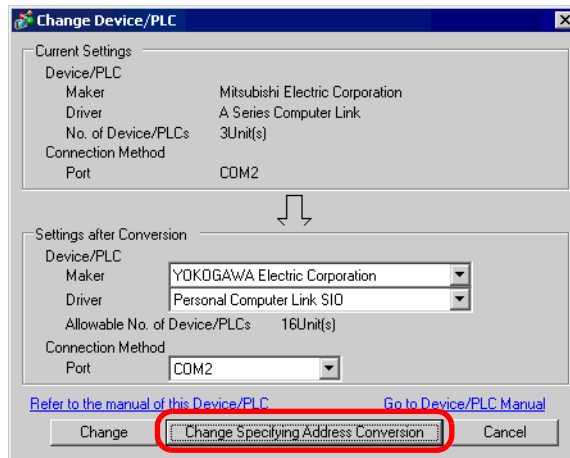 Change Device/PLC
Current Settings
Device/PLC
Maker Mitsubishi Electric Corporation
Driver A Series Computer Link
No. of Device/PLCs 3Unit(s)
Connection Method
Port COM2
Settings after Conversion
Device/PLC
Maker YOKOGAWA Electric Corporation
Driver Personal Computer Link SIO
Allowable No. of Device/PLCs 16Unit(s)
Connection Method
Port COM2
Refer to the manual of this Device/PLC Go to Device/PLC Manual
Change Change Specifying Address Conversion Cancel